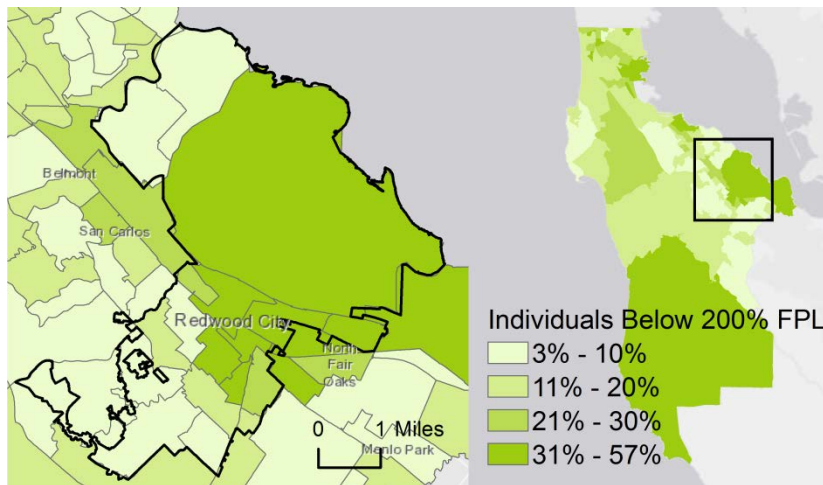 Belmont
San Carlos
Redwood City
North
Fair
Oaks
Menlo Park
0 1 Miles
Individuals Below 200% FPL
3% - 10%
11% - 20%
21% - 30%
31% - 57%